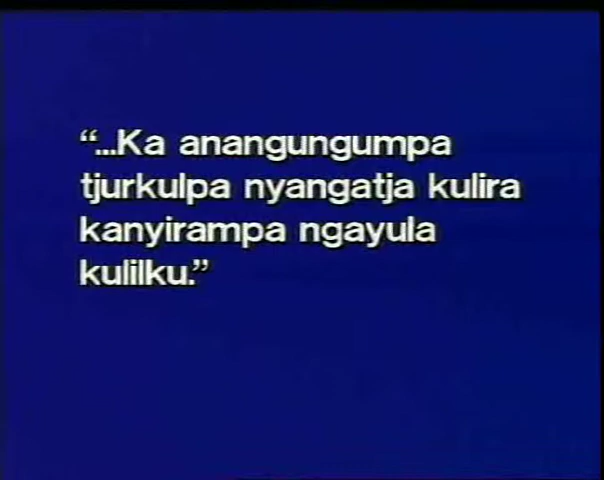 “...Ka anangungumpa
tjurkulpa nyangatja kulira
kanyirampa ngayula
kulilku.”